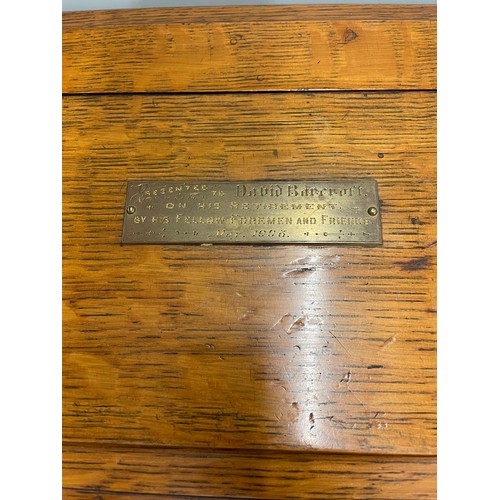 Presented to David Barcroft
on his retirement,
by his Fellow Foremen and Friends